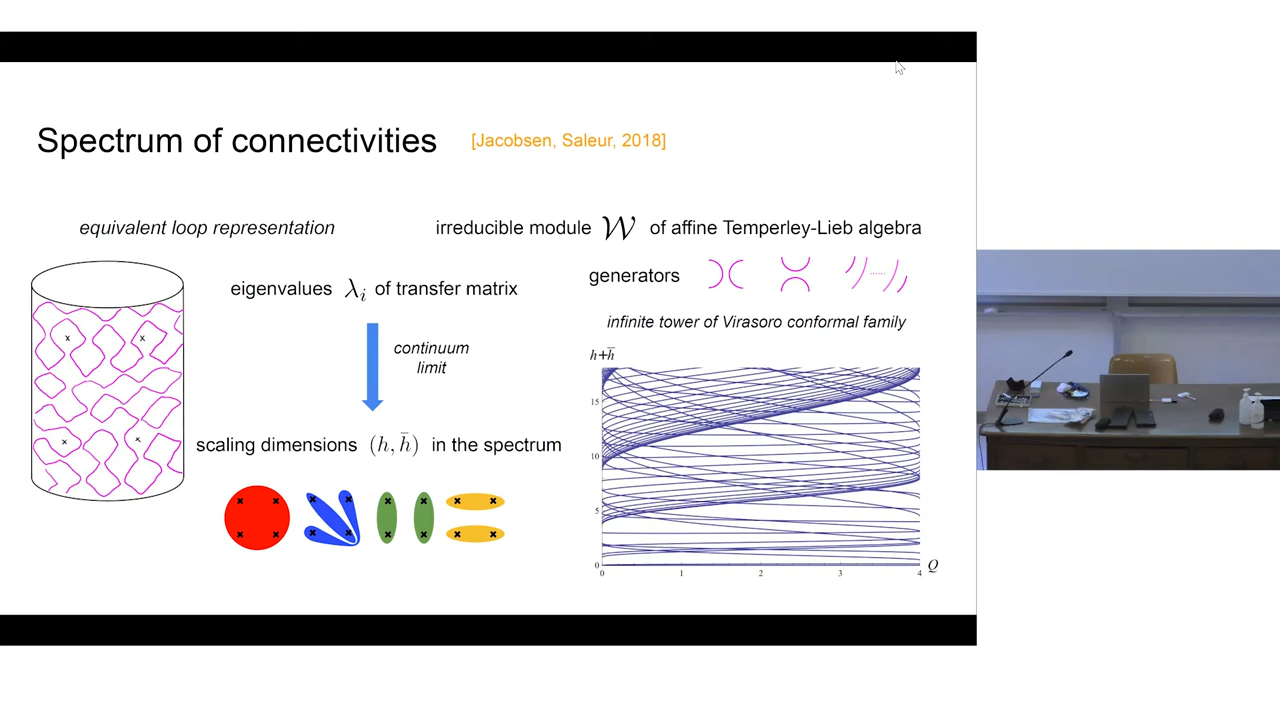 Spectrum of connectivities [Jacobsen, Saleur, 2018]
equivalent loop representation
irreducible module 𝒲 of affine Temperley-Lieb algebra
eigenvalues λᵢ of transfer matrix
generators
continuum
limit
infinite tower of Virasoro conformal family
scaling dimensions (h, h̄) in the spectrum
h+h̄
15
10
5
0
0 1 2 3 4 Q